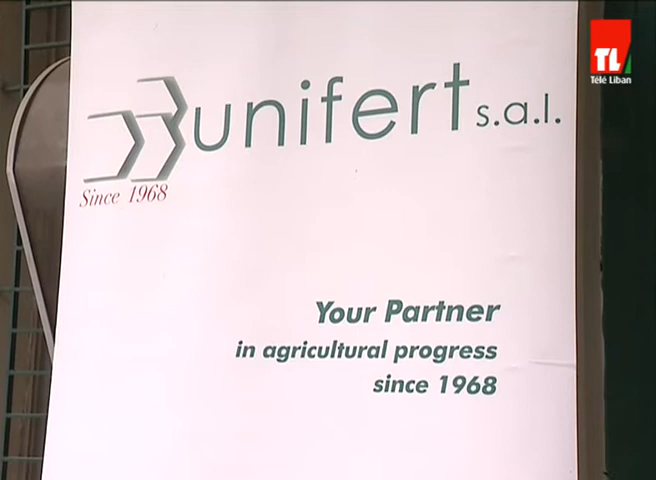 TL
Télé Liban
unifert s.a.l.
Since 1968
Your Partner
in agricultural progress
since 1968